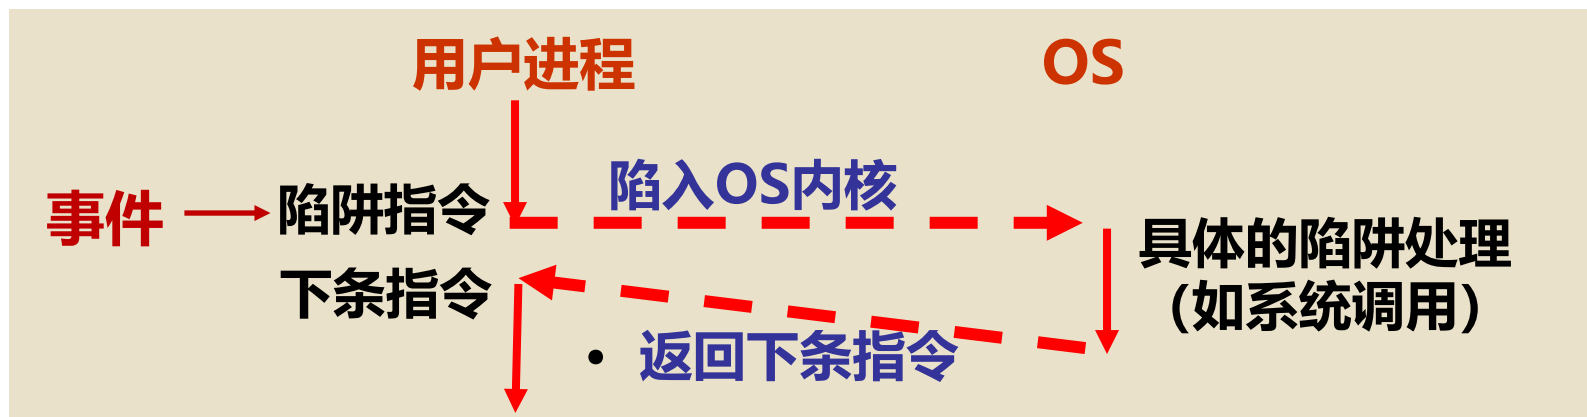 用户进程
OS
陷入OS内核
事件
陷阱指令
具体的陷阱处理
（如系统调用）
下条指令
• 返回下条指令